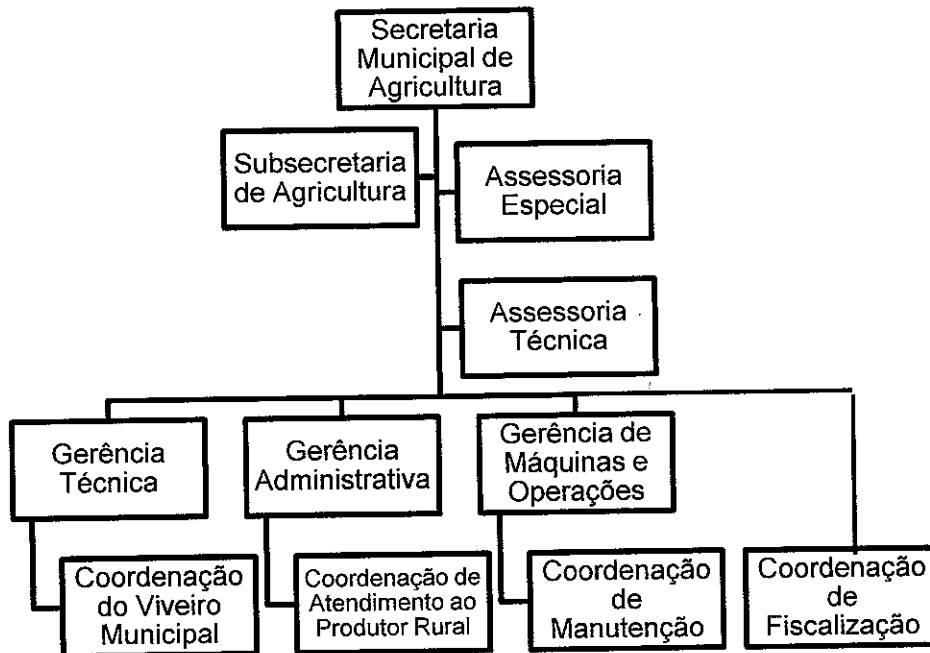 Secretaria
Municipal de
Agricultura
Subsecretaria
de Agricultura
Assessoria
Especial
Assessoria
Técnica
Gerência
Técnica
Gerência
Administrativa
Gerência de
Máquinas e
Operações
Coordenação
do Viveiro
Municipal
Coordenação de
Atendimento ao
Produtor Rural
Coordenação
de
Manutenção
Coordenação
de
Fiscalização